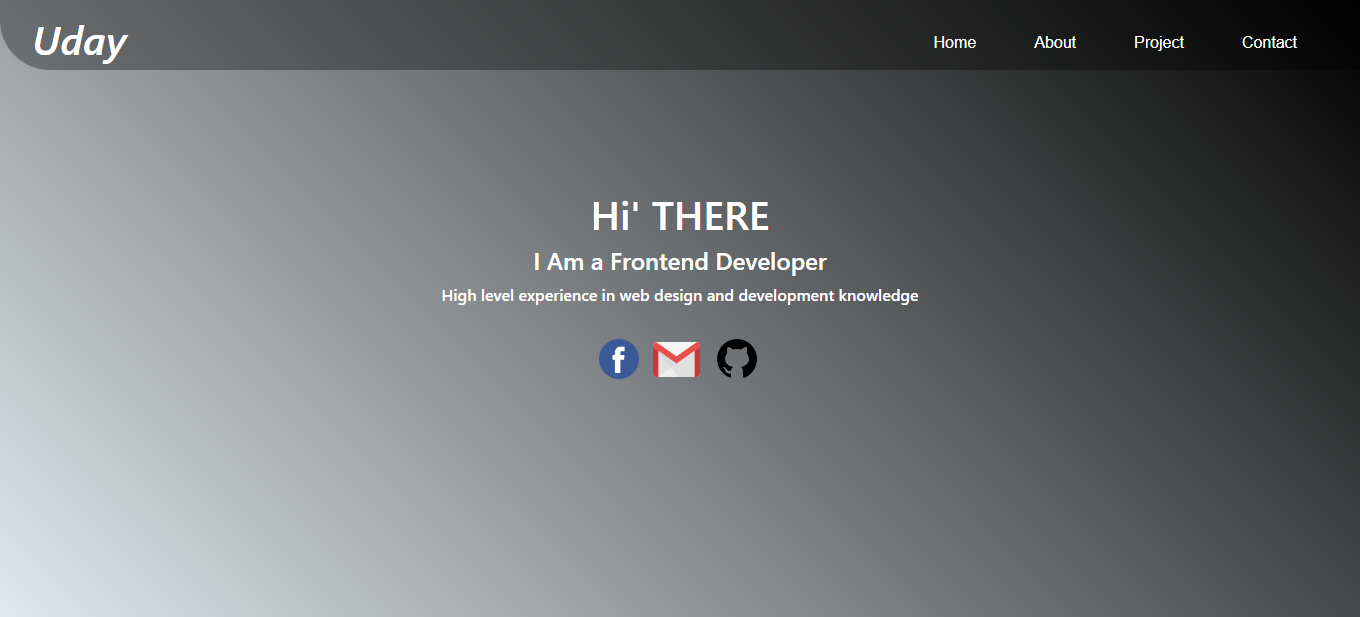 Uday
Home About Project Contact
Hi' THERE
I Am a Frontend Developer
High level experience in web design and development knowledge